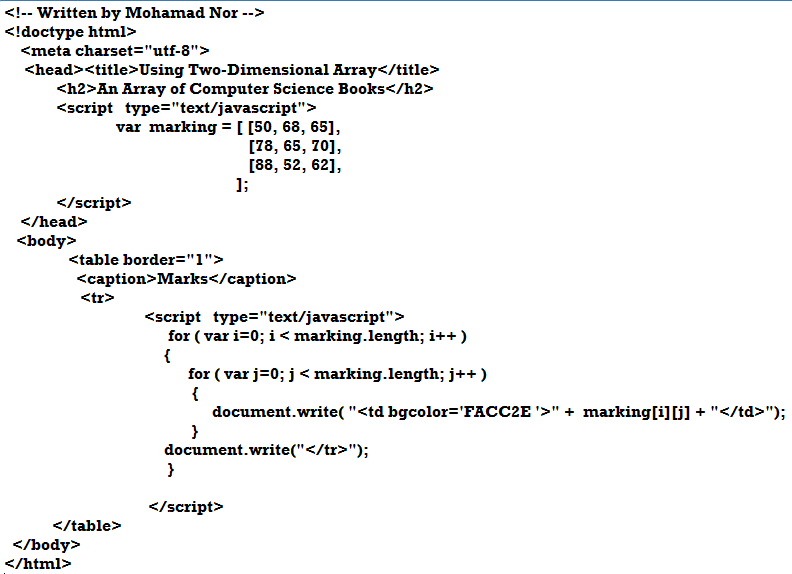 <!-- Written by Mohamad Nor -->
<!doctype html>
<meta charset="utf-8">
<head><title>Using Two-Dimensional Array</title>
<h2>An Array of Computer Science Books</h2>
<script type="text/javascript">
var marking = [ [50, 68, 65],
[78, 65, 70],
[88, 52, 62],
];
</script>
</head>
<body>
<table border="1">
<caption>Marks</caption>
<tr>
<script type="text/javascript">
for ( var i=0; i < marking.length; i++ )
{
for ( var j=0; j < marking.length; j++ )
{
document.write( "<td bgcolor='FACC2E '>" + marking[i][j] + "</td>");
}
document.write("</tr>");
}
</script>
</table>
</body>
</html>